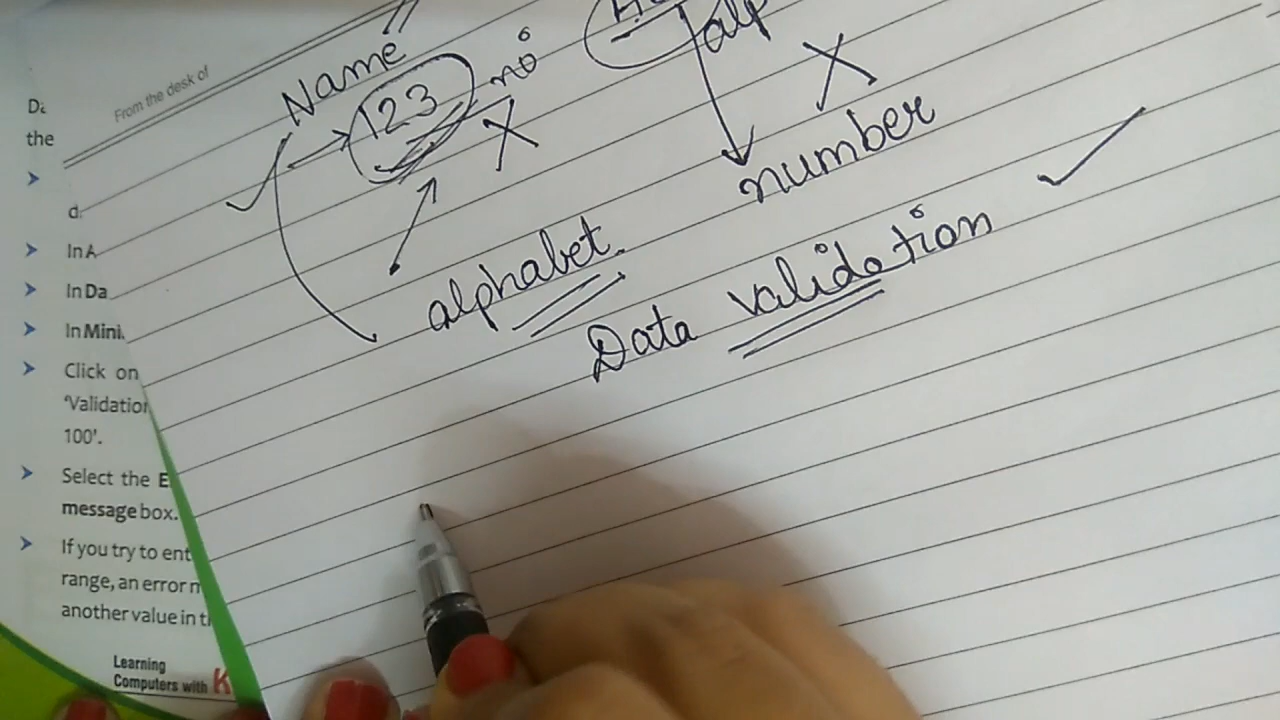 From the desk of
Name
123 no
X
alp
X
number
alphabet.
Data validation
the
d
In A
In Da
In Mini
Click on
'Validation
100'.
Select the E
message box.
If you try to ent
range, an error m
another value in t
Learning
Computers with K